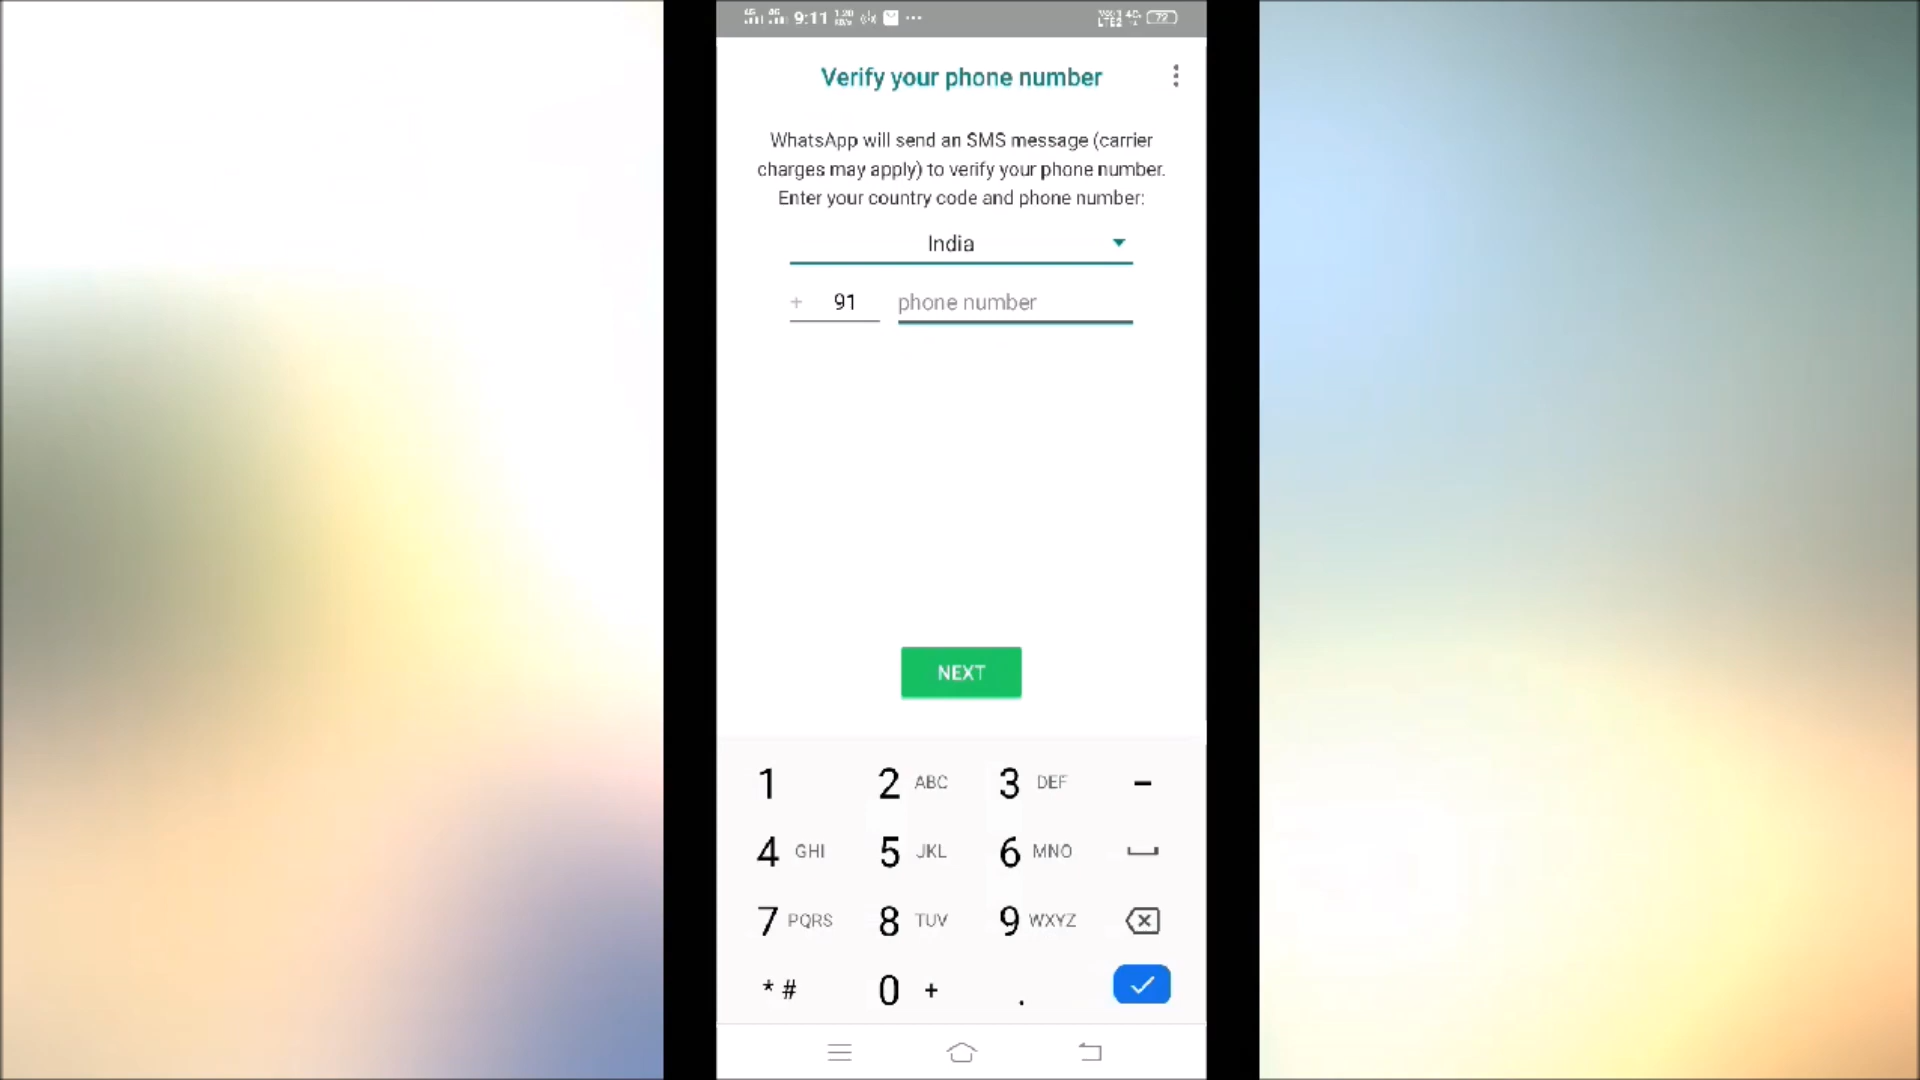 9:11 72
Verify your phone number
WhatsApp will send an SMS message (carrier
charges may apply) to verify your phone number.
Enter your country code and phone number:
India
+ 91 phone number
NEXT
1 2 ABC 3 DEF -
4 GHI 5 JKL 6 MNO
7 PQRS 8 TUV 9 WXYZ
* # 0 + .